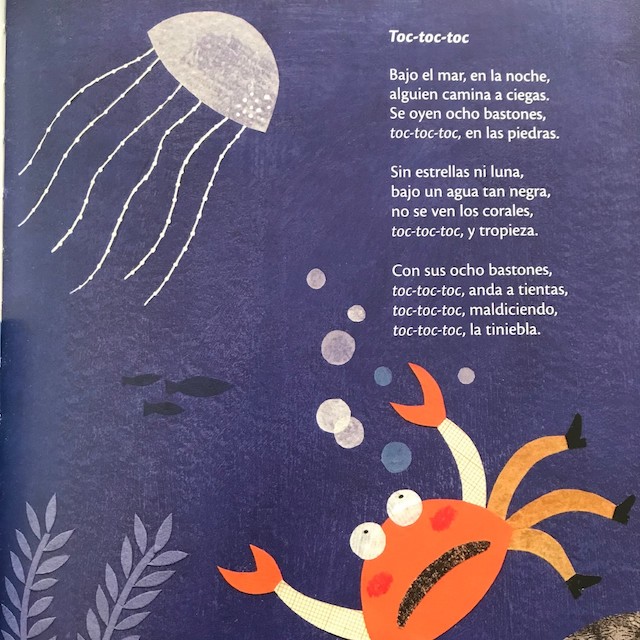 Toc-toc-toc
Bajo el mar, en la noche,
alguien camina a ciegas.
Se oyen ocho bastones,
toc-toc-toc, en las piedras.
Sin estrellas ni luna,
bajo un agua tan negra,
no se ven los corales,
toc-toc-toc, y tropieza.
Con sus ocho bastones,
toc-toc-toc, anda a tientas,
toc-toc-toc, maldiciendo,
toc-toc-toc, la tiniebla.